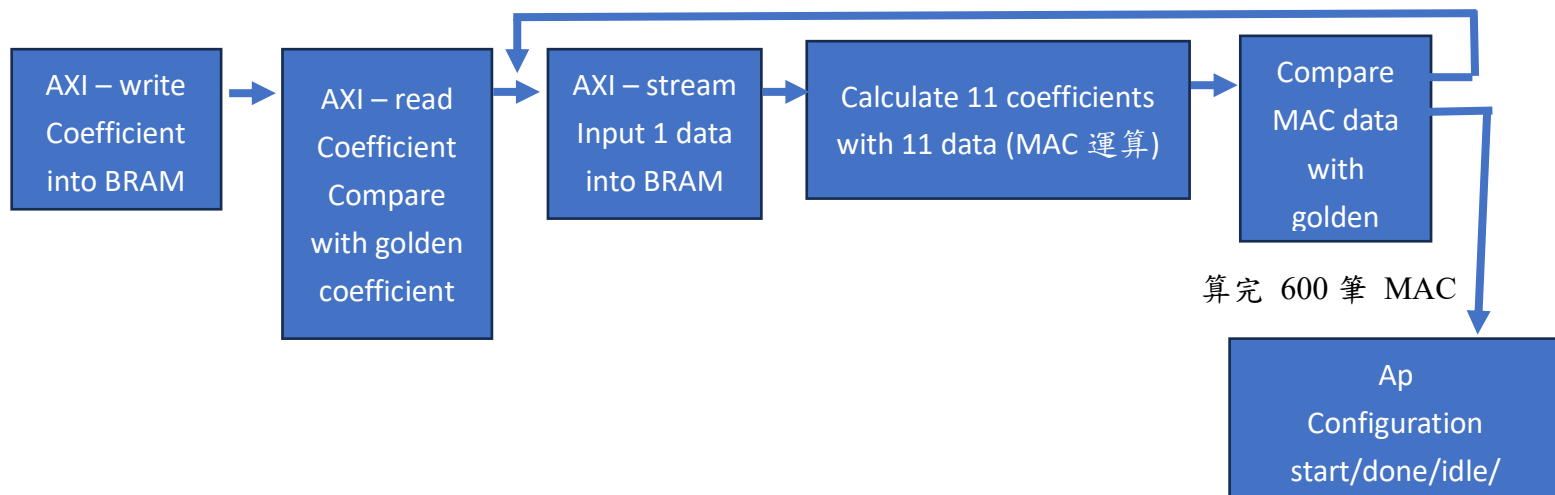 AXI – write
Coefficient
into BRAM
AXI – read
Coefficient
Compare
with golden
coefficient
AXI – stream
Input 1 data
into BRAM
Calculate 11 coefficients
with 11 data (MAC 運算)
Compare
MAC data
with
golden
算完 600 筆 MAC
Ap
Configuration
start/done/idle/